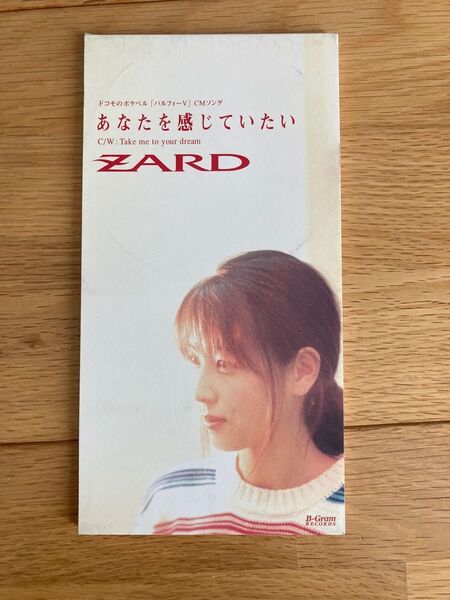 ドコモのポケベル「パルフィーV」CMソング
あなたを感じていたい
C/W : Take me to your dream
ZARD
B-Gram
RECORDS